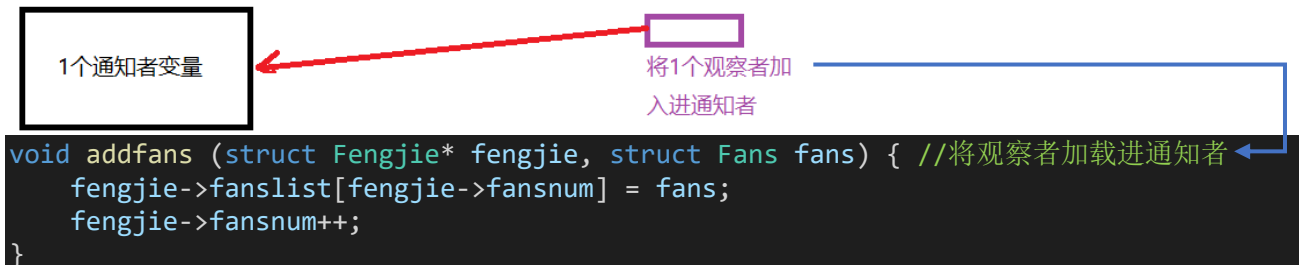 1个通知者变量
将1个观察者加
入进通知者
void addfans (struct Fengjie* fengjie, struct Fans fans) { //将观察者加载进通知者
    fengjie->fanslist[fengjie->fansnum] = fans;
    fengjie->fansnum++;
}